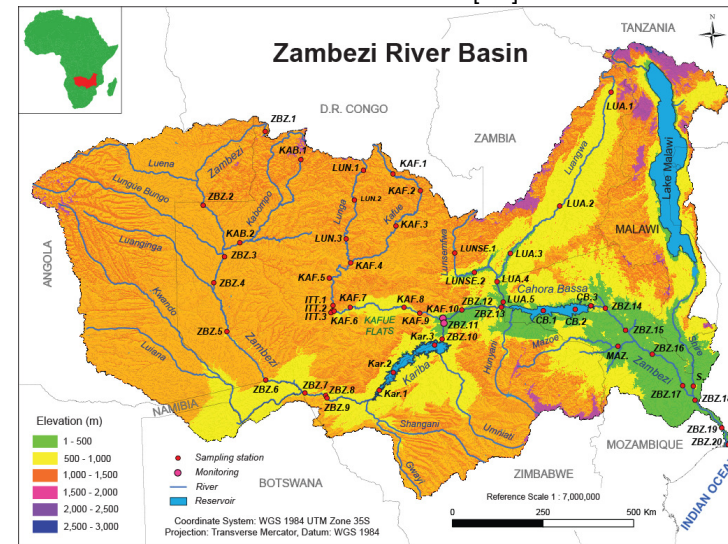 TANZANIA
N
Zambezi River Basin
D.R. CONGO
ZAMBIA
ZBZ.1
KAB.1
LUN.1
KAF.1
LUA.1
Luena
Zambezi
Kabompo
KAF.2
Luangwa
Lake Malawi
Lungue Bungo
ZBZ.2
LUN.2
Lunga
Kafue
KAF.3
LUA.2
Luanginga
KAB.2
LUN.3
Lunsemfwa
MALAWI
ANGOLA
ZBZ.3
KAF.4
LUNSE.1
LUA.3
Kwando
ZBZ.4
KAF.5
LUNSE.2
LUA.4
Cahora Bassa
ITT.1
ITT.2
ITT.3
KAF.7
KAF.8
KAF.10
ZBZ.12
LUA.5
CB.3
ZBZ.14
KAF.6
KAFUE
FLATS
KAF.9
ZBZ.11
ZBZ.13
CB.1
CB.2
Luiana
ZBZ.5
Kar.3
ZBZ.10
Hunyani
Mazoe
ZBZ.15
Shire
Zambezi
Kar.2
Kariba
MAZ.
ZBZ.16
Zambezi
NAMIBIA
ZBZ.6
ZBZ.7
ZBZ.8
ZBZ.9
Kar.1
ZBZ.17
S.
ZBZ.18
Shangani
Umniati
ZBZ.19
ZBZ.20
Gwayi
MOZAMBIQUE
BOTSWANA
ZIMBABWE
INDIAN OCEAN
Elevation (m)
1 - 500
500 - 1,000
1,000 - 1,500
1,500 - 2,000
2,000 - 2,500
2,500 - 3,000
Sampling station
Monitoring
River
Reservoir
Coordinate System: WGS 1984 UTM Zone 35S
Projection: Transverse Mercator, Datum: WGS 1984
Reference Scale 1 : 7,000,000
0 250 500 Km